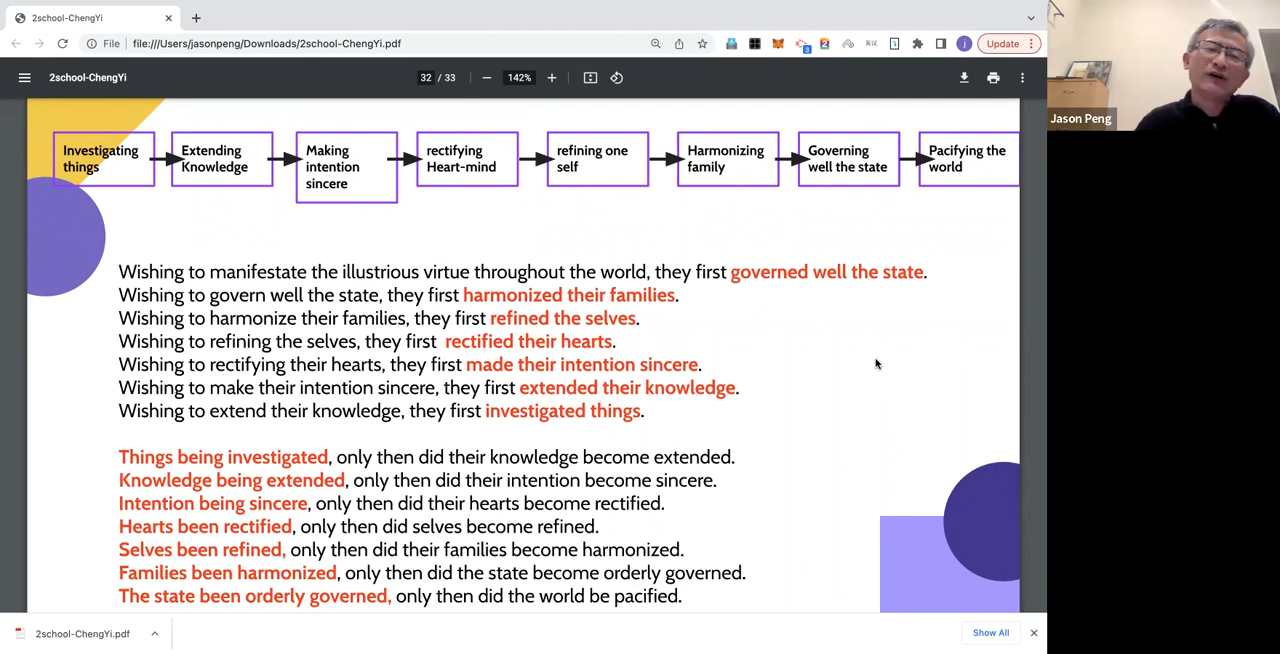 2school-ChengYi
File
file:///Users/jasonpeng/Downloads/2school-ChengYi.pdf
Update
2school-ChengYi
32 / 33
142%
Jason Peng
Investigating
things
Extending
Knowledge
Making
intention
sincere
rectifying
Heart-mind
refining one
self
Harmonizing
family
Governing
well the state
Pacifying the
world
Wishing to manifestate the illustrious virtue throughout the world, they first governed well the state.
Wishing to govern well the state, they first harmonized their families.
Wishing to harmonize their families, they first refined the selves.
Wishing to refining the selves, they first rectified their hearts.
Wishing to rectifying their hearts, they first made their intention sincere.
Wishing to make their intention sincere, they first extended their knowledge.
Wishing to extend their knowledge, they first investigated things.
Things being investigated, only then did their knowledge become extended.
Knowledge being extended, only then did their intention become sincere.
Intention being sincere, only then did their hearts become rectified.
Hearts been rectified, only then did selves become refined.
Selves been refined, only then did their families become harmonized.
Families been harmonized, only then did the state become orderly governed.
The state been orderly governed, only then did the world be pacified.
2school-ChengYi.pdf
Show All